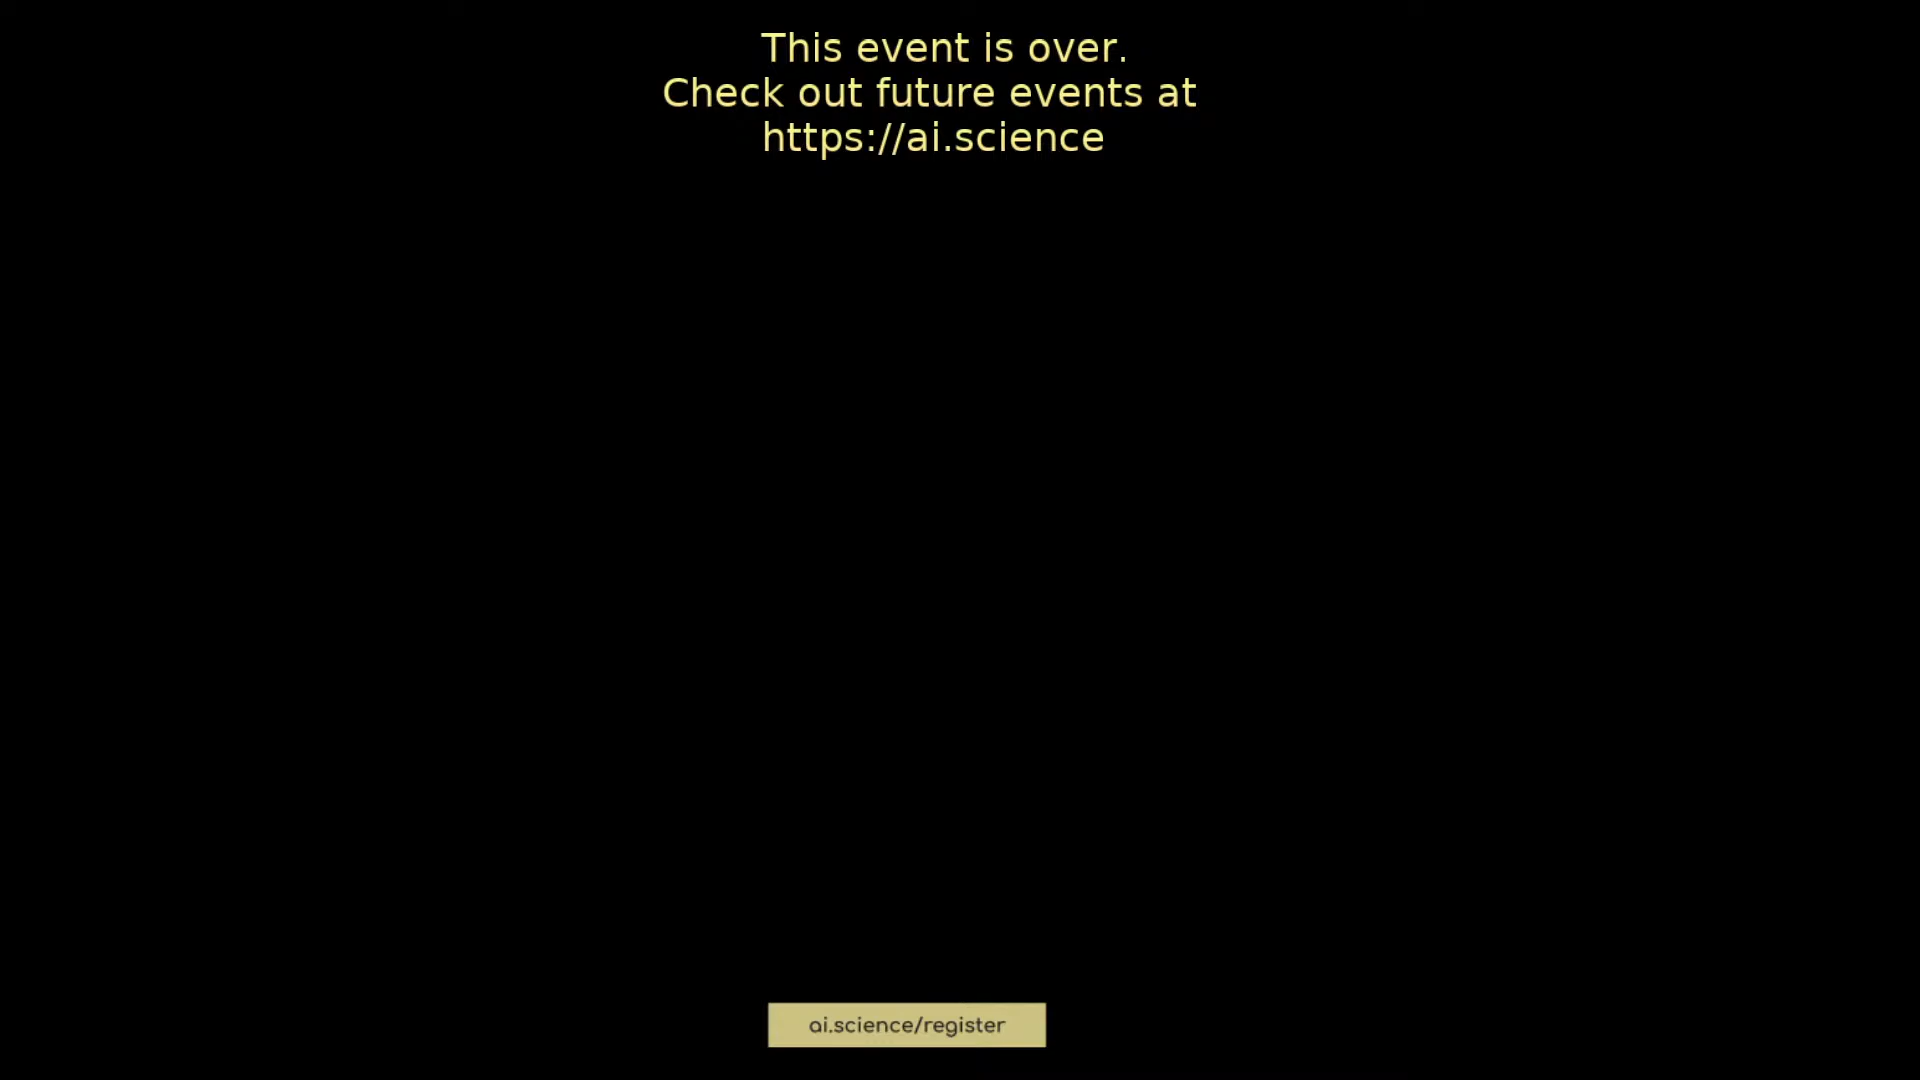 This event is over.
Check out future events at
https://ai.science
ai.science/register